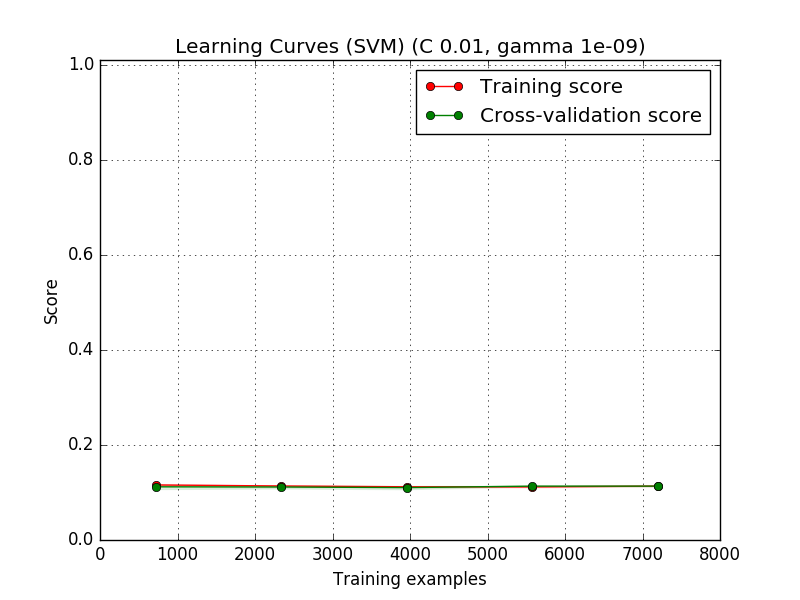 Learning Curves (SVM) (C 0.01, gamma 1e-09)
Training score
Cross-validation score
1.0
0.8
0.6
0.4
0.2
0.0
Score
0 1000 2000 3000 4000 5000 6000 7000 8000
Training examples